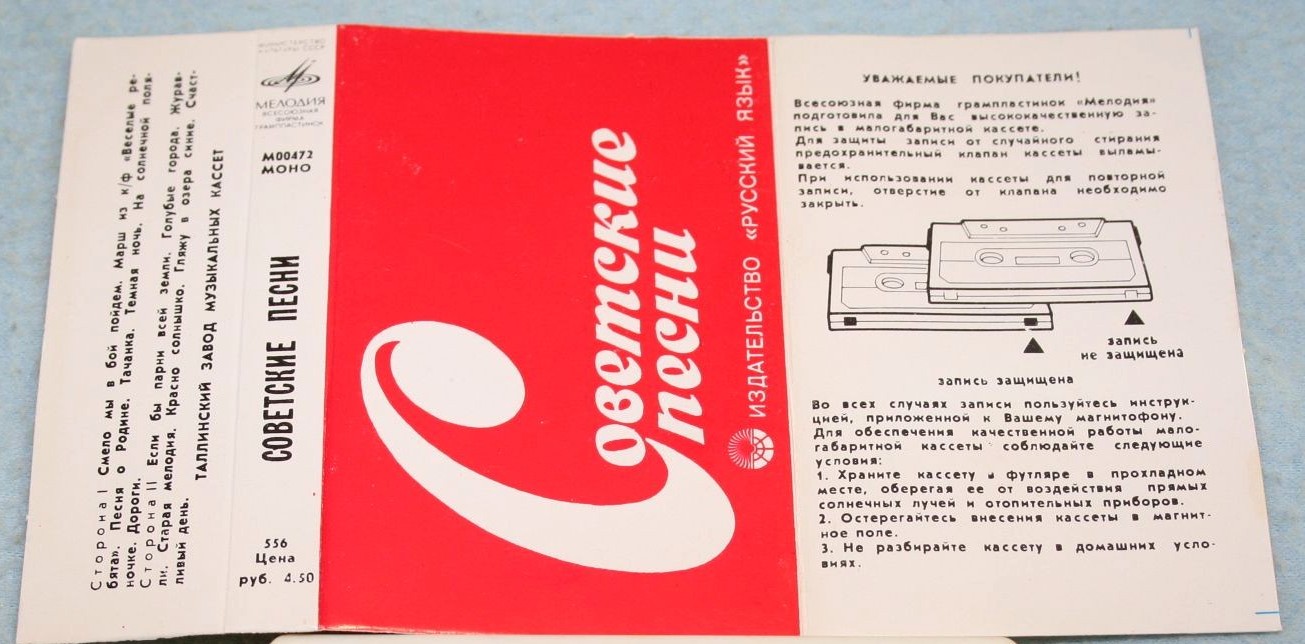 Сторона I Смело мы в бой пойдем. Марш из к/ф «Веселые ре-
бята». Песня о Родине. Тачанка. Темная ночь. На солнечной поля-
ночке. Дороги.
Сторона II Если бы парни всей земли. Голубые города. Журав-
ли. Старая мелодия. Красно солнышко. Гляжу в озера синие. Счаст-
ливый день.
ТАЛЛИНСКИЙ ЗАВОД МУЗЫКАЛЬНЫХ КАССЕТ
МИНИСТЕРСТВО
КУЛЬТУРЫ СССР
МЕЛОДИЯ
ВСЕСОЮЗНАЯ
ФИРМА
ГРАМПЛАСТИНОК
М00472
МОНО
СОВЕТСКИЕ ПЕСНИ
556
Цена
руб. 4.50
Советские
песни
ИЗДАТЕЛЬСТВО «РУССКИЙ ЯЗЫК»
УВАЖАЕМЫЕ ПОКУПАТЕЛИ!
Всесоюзная фирма грампластинок «Мелодия»
подготовила для Вас высококачественную за-
пись в малогабаритной кассете.
Для защиты записи от случайного стирания
предохранительный клапан кассеты выламы-
вается.
При использовании кассеты для повторной
записи, отверстие от клапана необходимо
закрыть.
запись
не защищена
запись защищена
Во всех случаях записи пользуйтесь инструк-
цией, приложенной к Вашему магнитофону.
Для обеспечения качественной работы мало-
габаритной кассеты соблюдайте следующие
условия:
1. Храните кассету в футляре в прохладном
месте, оберегая ее от воздействия прямых
солнечных лучей и отопительных приборов.
2. Остерегайтесь внесения кассеты в магнит-
ное поле.
3. Не разбирайте кассету в домашних усло-
виях.